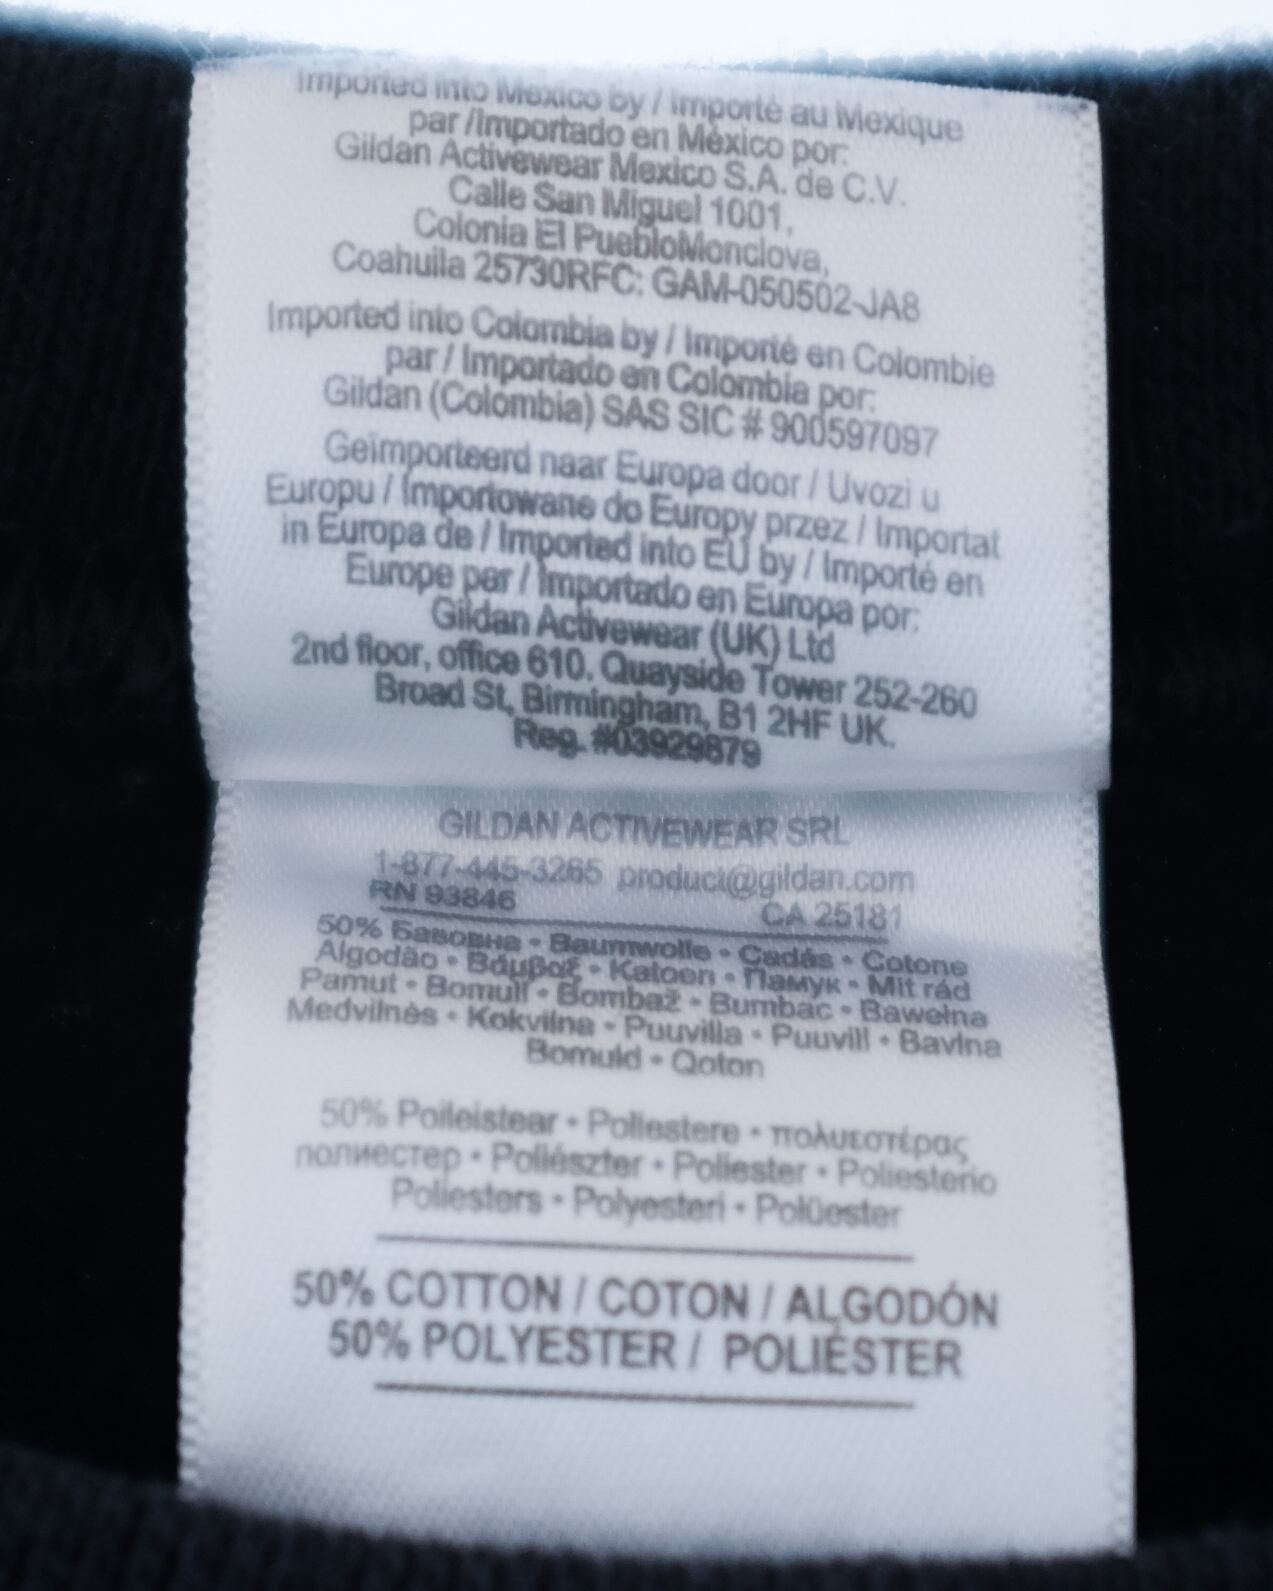 Imported into Mexico by / Importé au Mexique
par /Importado en México por:
Gildan Activewear Mexico S.A. de C.V.
Calle San Miguel 1001,
Colonia El PuebloMonclova,
Coahuila 25730RFC: GAM-050502-JA8
Imported into Colombia by / Importé en Colombie
par / Importado en Colombia por:
Gildan (Colombia) SAS SIC # 900597097
Geïmporteerd naar Europa door / Uvozi u
Europu / Importowane do Europy przez / Importat
in Europa de / Imported into EU by / Importé en
Europe par / Importado en Europa por:
Gildan Activewear (UK) Ltd
2nd floor, office 610. Quayside Tower 252-260
Broad St, Birmingham, B1 2HF UK.
Reg. #03929879
GILDAN ACTIVEWEAR SRL
1-877-445-3265 product@gildan.com
RN 93846 CA 25181
50% Бавовна • Baumwolle • Cadás • Cotone
Algodão • Βάμβαξ • Katoen • Памук • Mit rád
Pamut • Bomull • Bombaž • Bumbac • Bawełna
Medvilnės • Kokvilna • Puuvilla • Puuvill • Bavlna
Bomuld • Qoton
50% Poileistear • Poliestere • πολυεστέρας
полиестер • Poliészter • Poliester • Poliesterio
Poliesters • Polyesteri • Polüester
50% COTTON / COTON / ALGODÓN
50% POLYESTER / POLIÉSTER